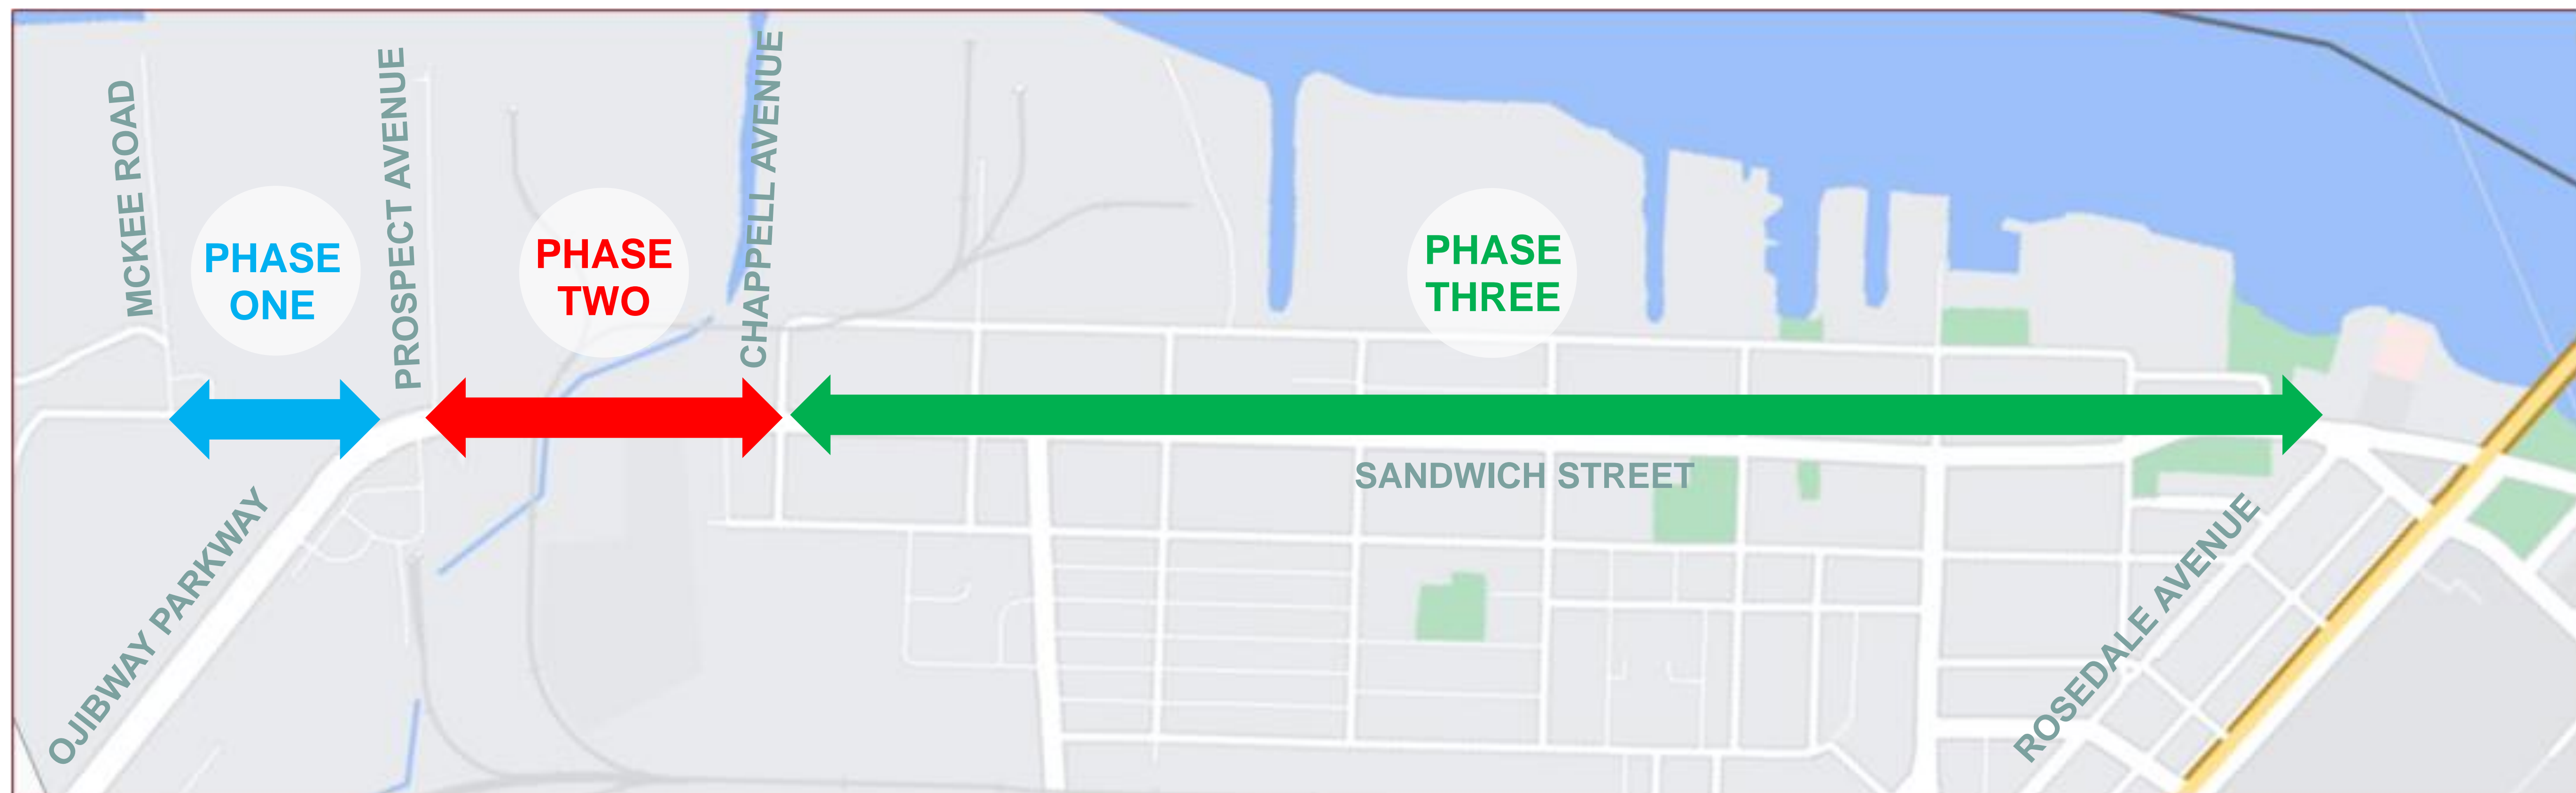 MCKEE ROAD
PROSPECT AVENUE
CHAPPELL AVENUE
PHASE
ONE
PHASE
TWO
PHASE
THREE
SANDWICH STREET
OJIBWAY PARKWAY
ROSEDALE AVENUE